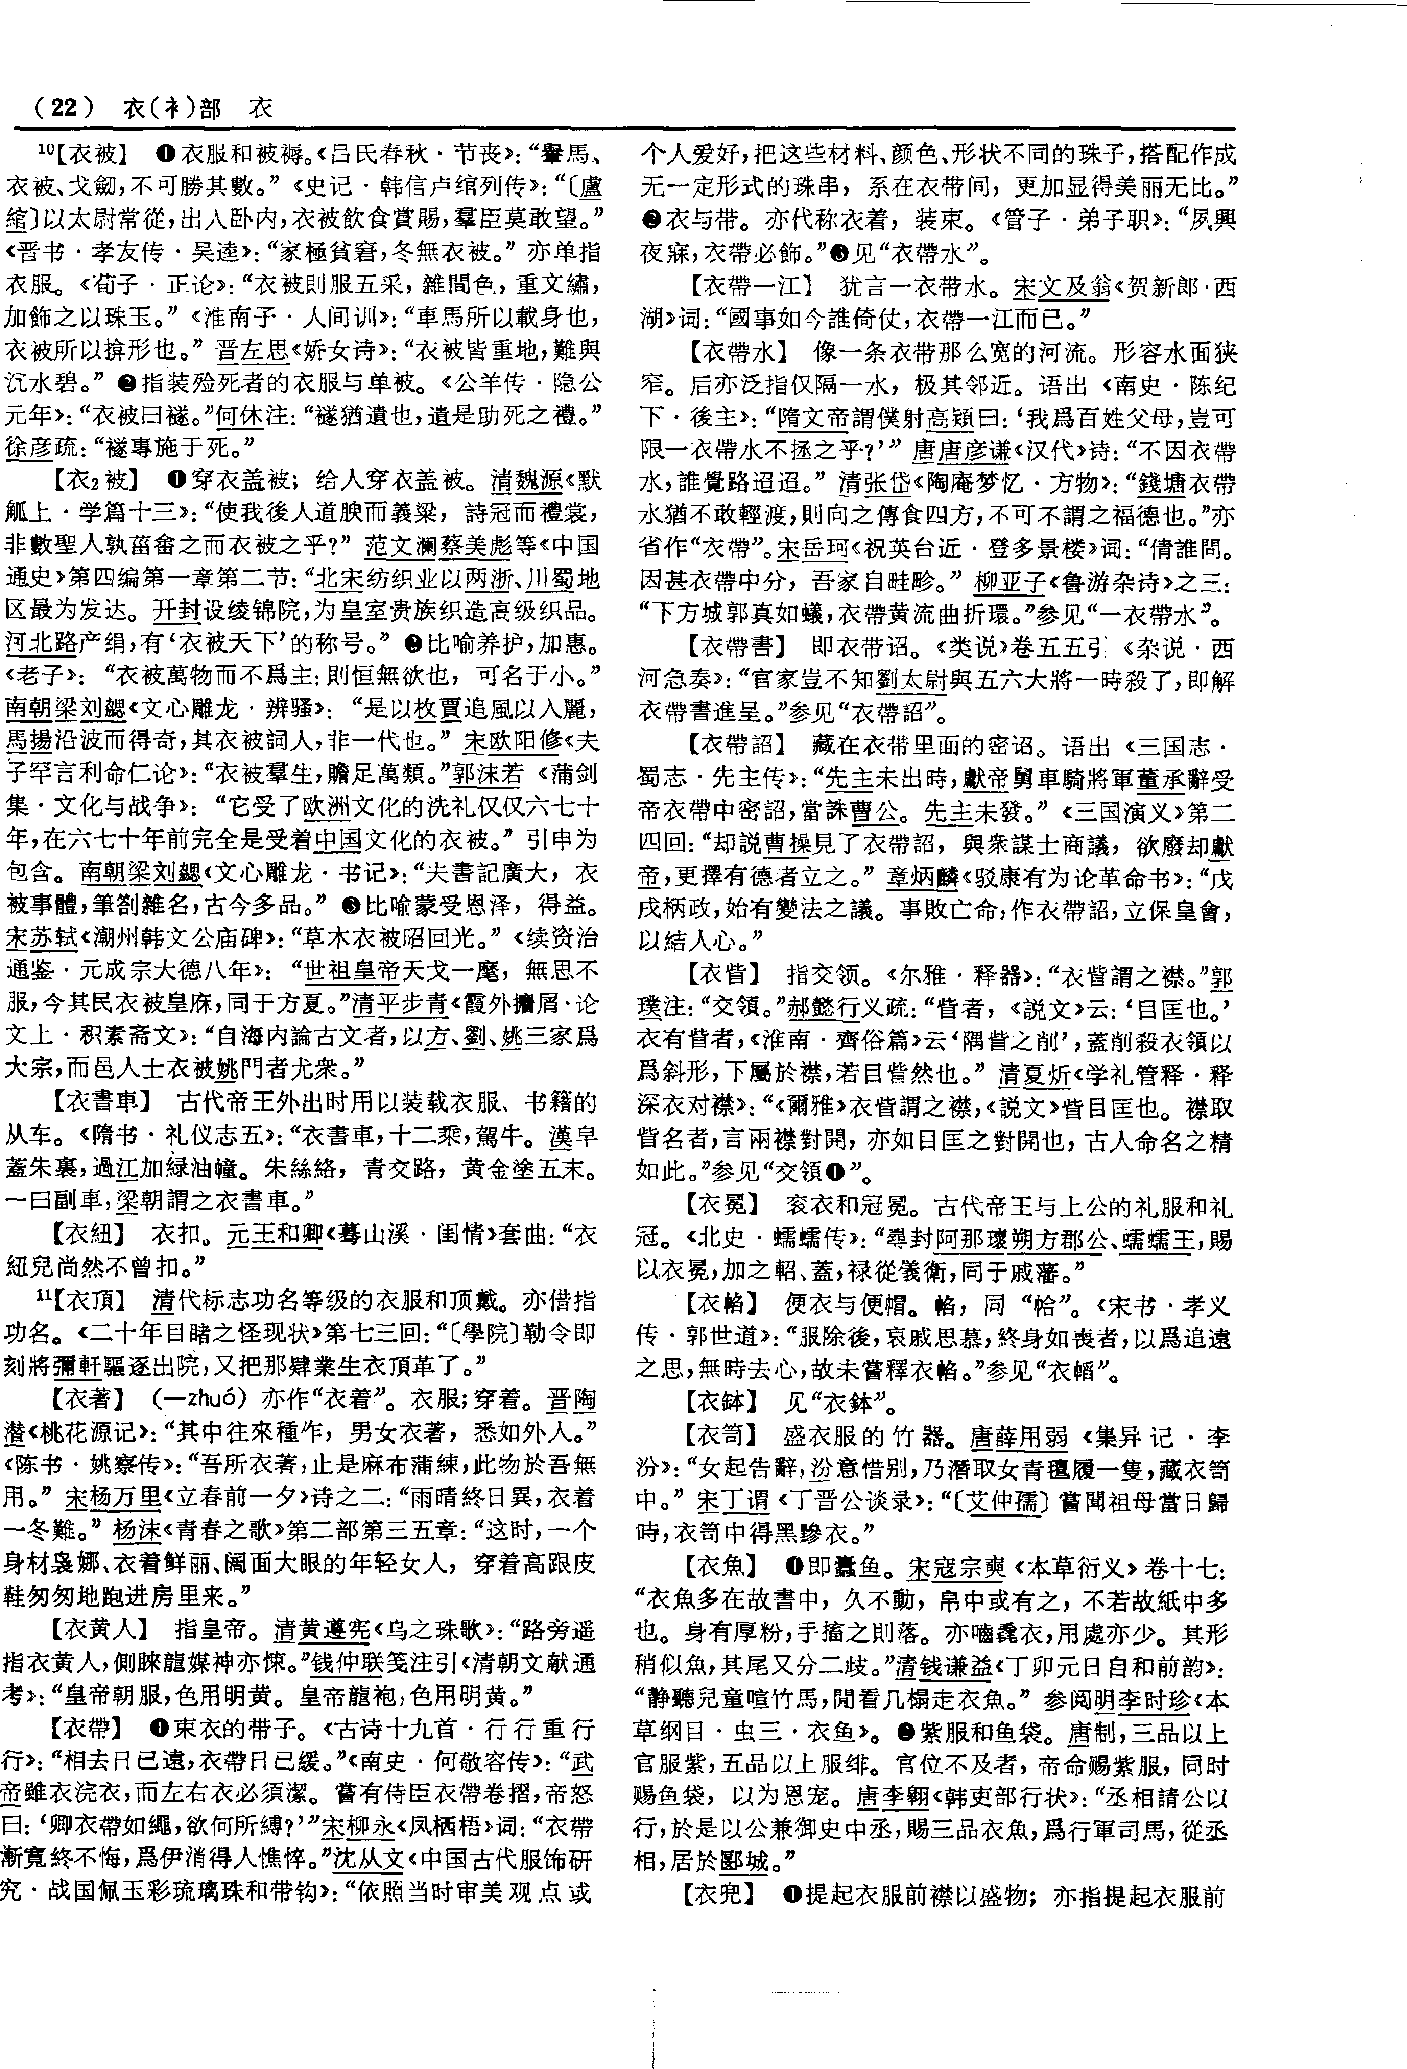 (22) 衣(衤)部 衣
10【衣被】 ❶衣服和被褥。《吕氏春秋·节丧》：“轝馬、
衣被、戈劒，不可勝其數。”《史记·韩信卢绾列传》：“〔盧
綰〕以太尉常從，出入卧内，衣被飲食賞賜，羣臣莫敢望。”
《晋书·孝友传·吴逵》：“家極貧窘，冬無衣被。”亦单指
衣服。《荀子·正论》：“衣被則服五采，雜間色，重文繡，
加飾之以珠玉。”《淮南子·人间训》：“車馬所以載身也，
衣被所以揜形也。”晋左思《娇女诗》：“衣被皆重地，難與
沉水碧。”❷指装殓死者的衣服与单被。《公羊传·隐公
元年》：“衣被曰襚。”何休注：“襚猶遺也，遺是助死之禮。”
徐彦疏：“襚專施于死。”
【衣2被】 ❶穿衣盖被；给人穿衣盖被。清魏源《默
觚上·学篇十三》：“使我後人道腴而義粱，詩冠而禮裳，
非數聖人孰菑畬之而衣被之乎？”范文澜蔡美彪等《中国
通史》第四编第一章第二节：“北宋纺织业以两浙、川蜀地
区最为发达。开封设绫锦院，为皇室贵族织造高级织品。
河北路产绢，有‘衣被天下’的称号。”❷比喻养护，加惠。
《老子》：“衣被萬物而不爲主；則恒無欲也，可名于小。”
南朝梁刘勰《文心雕龙·辨骚》：“是以枚賈追風以入麗，
馬揚沿波而得奇，其衣被詞人，非一代也。”宋欧阳修《夫
子罕言利命仁论》：“衣被羣生，贍足萬類。”郭沫若《蒲剑
集·文化与战争》：“它受了欧洲文化的洗礼仅仅六七十
年，在六七十年前完全是受着中国文化的衣被。”引申为
包含。南朝梁刘勰《文心雕龙·书记》：“夫書記廣大，衣
被事體，筆劄雜名，古今多品。”❸比喻蒙受恩泽，得益。
宋苏轼《潮州韩文公庙碑》：“草木衣被昭回光。”《续资治
通鉴·元成宗大德八年》：“世祖皇帝天戈一麾，無思不
服，今其民衣被皇庥，同于方夏。”清平步青《霞外攟屑·论
文上·积素斋文》：“自海内論古文者，以方、劉、姚三家爲
大宗，而邑人士衣被姚門者尤衆。”
【衣書車】 古代帝王外出时用以装载衣服、书籍的
从车。《隋书·礼仪志五》：“衣書車，十二乘，駕牛。漢皁
蓋朱裏，過江加緑油幢。朱絲絡，青交路，黄金塗五末。
一曰副車，梁朝謂之衣書車。”
【衣紐】 衣扣。元王和卿《蓦山溪·闺情》套曲：“衣
紐兒尚然不曾扣。”
11【衣頂】 清代标志功名等级的衣服和顶戴。亦借指
功名。《二十年目睹之怪现状》第七三回：“〔學院〕勒令即
刻將彌軒驅逐出院，又把那肄業生衣頂革了。”
【衣著】 （—zhuó）亦作“衣着”。衣服；穿着。晋陶
潜《桃花源记》：“其中往來種作，男女衣著，悉如外人。”
《陈书·姚察传》：“吾所衣著，止是麻布蒲練，此物於吾無
用。”宋杨万里《立春前一夕》诗之二：“雨晴終日異，衣着
一冬難。”杨沫《青春之歌》第二部第三五章：“这时，一个
身材袅娜、衣着鲜丽、阔面大眼的年轻女人，穿着高跟皮
鞋匆匆地跑进房里来。”
【衣黄人】 指皇帝。清黄遵宪《乌之珠歌》：“路旁遥
指衣黄人，側睞龍媒神亦悚。”钱仲联笺注引《清朝文献通
考》：“皇帝朝服，色用明黄。皇帝龍袍，色用明黄。”
【衣帶】 ❶束衣的带子。《古诗十九首·行行重行
行》：“相去日已遠，衣帶日已緩。”《南史·何敬容传》：“武
帝雖衣浣衣，而左右衣必須潔。嘗有侍臣衣帶卷摺，帝怒
曰：‘卿衣帶如繩，欲何所縛？’”宋柳永《凤栖梧》词：“衣帶
漸寬終不悔，爲伊消得人憔悴。”沈从文《中国古代服饰研
究·战国佩玉彩琉璃珠和带钩》：“依照当时审美观点或
个人爱好，把这些材料、颜色、形状不同的珠子，搭配作成
无一定形式的珠串，系在衣带间，更加显得美丽无比。”
❷衣与带。亦代称衣着，装束。《管子·弟子职》：“夙興
夜寐，衣帶必飾。”❸见“衣帶水”。
【衣帶一江】 犹言一衣带水。宋文及翁《贺新郎·西
湖》词：“國事如今誰倚仗，衣帶一江而已。”
【衣帶水】 像一条衣带那么宽的河流。形容水面狭
窄。后亦泛指仅隔一水，极其邻近。语出《南史·陈纪
下·後主》：“隋文帝謂僕射高熲曰：‘我爲百姓父母，豈可
限一衣帶水不拯之乎？’”唐唐彦谦《汉代》诗：“不因衣帶
水，誰覺路迢迢。”清张岱《陶庵梦忆·方物》：“錢塘衣帶
水猶不敢輕渡，則向之傳食四方，不可不謂之福德也。”亦
省作“衣帶”。宋岳珂《祝英台近·登多景楼》词：“倩誰問。
因甚衣帶中分，吾家自畦畛。”柳亚子《鲁游杂诗》之三：
“下方城郭真如蟻，衣帶黄流曲折環。”参见“一衣帶水”。
【衣帶書】 即衣带诏。《类说》卷五五引《杂说·西
河急奏》：“官家豈不知劉太尉與五六大將一時殺了，即解
衣帶書進呈。”参见“衣帶詔”。
【衣帶詔】 藏在衣带里面的密诏。语出《三国志·
蜀志·先主传》：“先主未出時，獻帝舅車騎將軍董承辭受
帝衣帶中密詔，當誅曹公。先主未發。”《三国演义》第二
四回：“却説曹操見了衣帶詔，與衆謀士商議，欲廢却獻
帝，更擇有德者立之。”章炳麟《驳康有为论革命书》：“戊
戌柄政，始有變法之議。事敗亡命，作衣帶詔，立保皇會，
以結人心。”
【衣眥】 指交领。《尔雅·释器》：“衣眥謂之襟。”郭
璞注：“交領。”郝懿行义疏：“眥者，《説文》云：‘目匡也。’
衣有眥者，《淮南·齊俗篇》云‘隅眥之削’，蓋削殺衣領以
爲斜形，下屬於襟，若目眥然也。”清夏炘《学礼管释·释
深衣对襟》：“《爾雅》衣眥謂之襟，《説文》眥目匡也。襟取
眥名者，言兩襟對開，亦如目匡之對開也，古人命名之精
如此。”参见“交領❶”。
【衣冕】 衮衣和冠冕。古代帝王与上公的礼服和礼
冠。《北史·蠕蠕传》：“尋封阿那瓌朔方郡公、蠕蠕王，賜
以衣冕，加之軺、蓋，禄從儀衛，同于戚藩。”
【衣帢】 便衣与便帽。帢，同“㡊”。《宋书·孝义
传·郭世道》：“服除後，哀戚思慕，終身如喪者，以爲追遠
之思，無時去心，故未嘗釋衣帢。”参见“衣幍”。
【衣缽】 见“衣鉢”。
【衣笥】 盛衣服的竹器。唐薛用弱《集异记·李
汾》：“女起告辭，汾意惜别，乃潛取女青氊履一隻，藏衣笥
中。”宋丁谓《丁晋公谈录》：“〔艾仲孺〕嘗聞祖母當日歸
時，衣笥中得黑黲衣。”
【衣魚】 ❶即蠹鱼。宋寇宗奭《本草衍义》卷十七：
“衣魚多在故書中，久不動，帛中或有之，不若故紙中多
也。身有厚粉，手搐之則落。亦嚙毳衣，用處亦少。其形
稍似魚，其尾又分二歧。”清钱谦益《丁卯元日自和前韵》：
“静聽兒童喧竹馬，閒看几榻走衣魚。”参阅明李时珍《本
草纲目·虫三·衣鱼》。❷紫服和鱼袋。唐制，三品以上
官服紫，五品以上服绯。官位不及者，帝命赐紫服，同时
赐鱼袋，以为恩宠。唐李翱《韩吏部行状》：“丞相請公以
行，於是以公兼御史中丞，賜三品衣魚，爲行軍司馬，從丞
相，居於郾城。”
【衣兜】 ❶提起衣服前襟以盛物；亦指提起衣服前